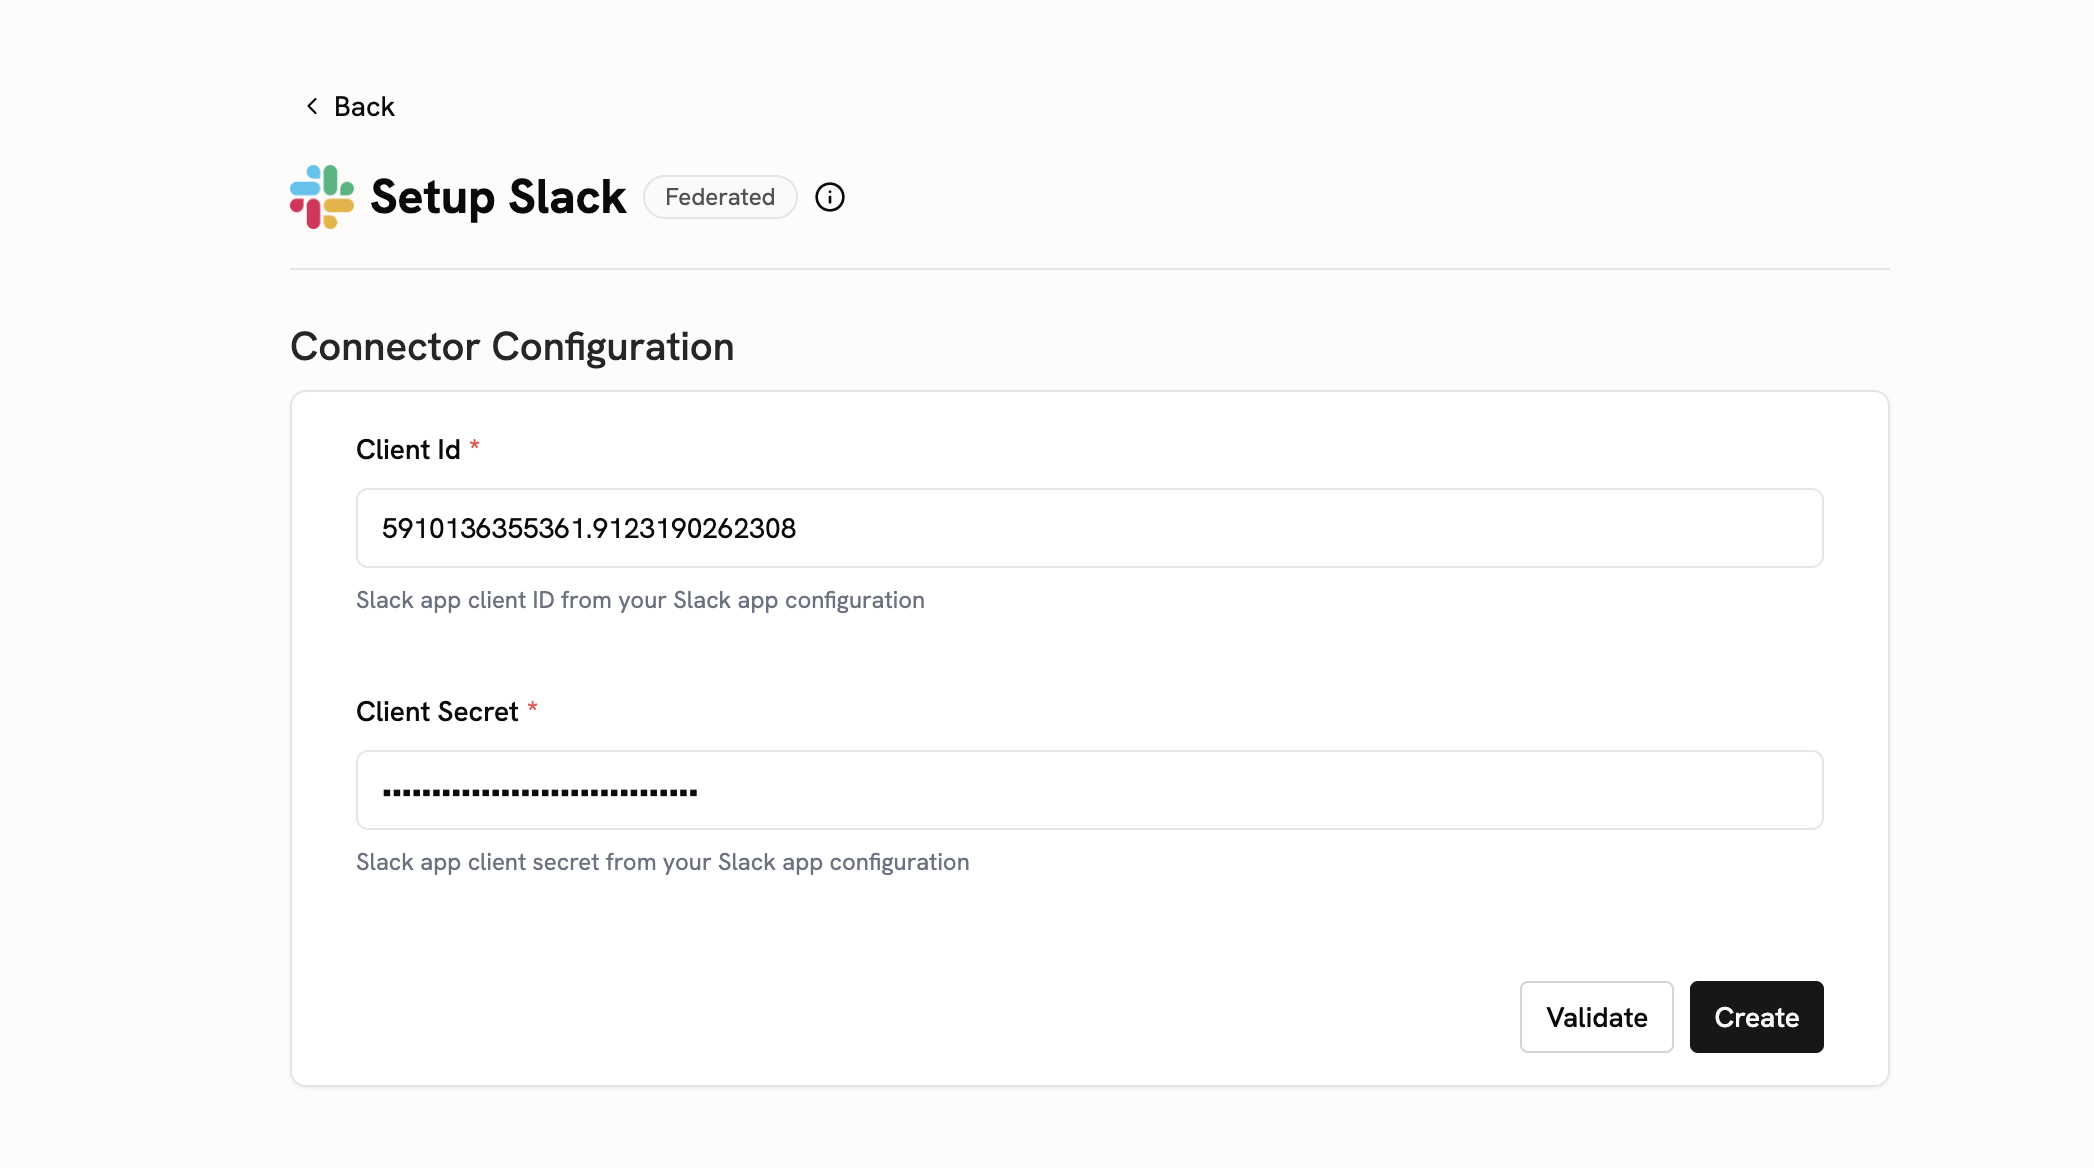 Back
Setup Slack Federated
Connector Configuration
Client Id *
5910136355361.9123190262308
Slack app client ID from your Slack app configuration
Client Secret *
••••••••••••••••••••••••••••••••
Slack app client secret from your Slack app configuration
Validate Create